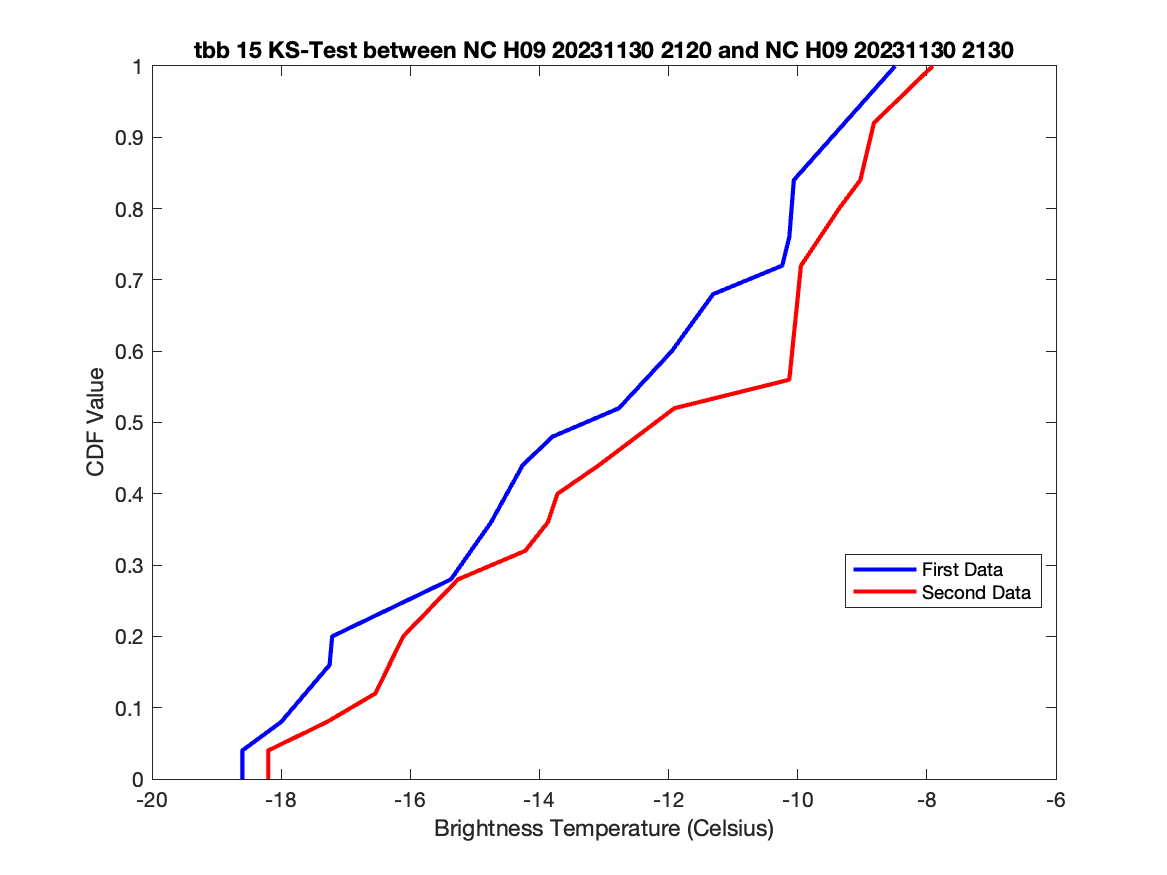 tbb 15 KS-Test between NC H09 20231130 2120 and NC H09 20231130 2130
1
0.9
0.8
0.7
0.6
0.5
0.4
0.3
0.2
0.1
0
CDF Value
First Data
Second Data
-20 -18 -16 -14 -12 -10 -8 -6
Brightness Temperature (Celsius)